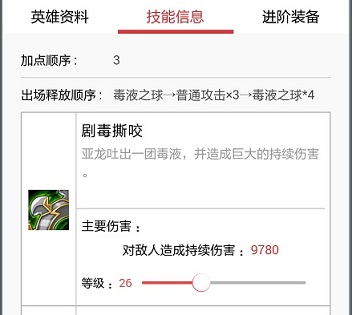 英雄资料 技能信息 进阶装备
加点顺序： 3
出场释放顺序： 毒液之球→普通攻击×3→毒液之球*4
剧毒撕咬
亚龙吐出一团毒液，并造成巨大的持续伤害
。
主要伤害：
对敌人造成持续伤害：9780
等级：26